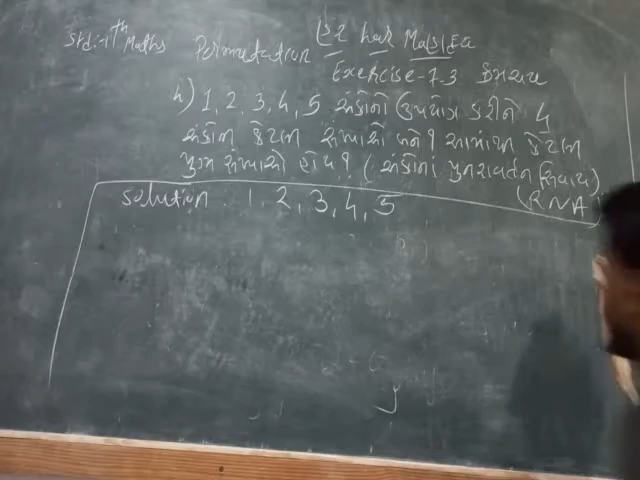 Std:-11th Maths Permutation
Exercise-7.3 ક્રમચય
4) 1, 2, 3, 4, 5 અંકોનો ઉપયોગ કરીને 4
અંકોની કેટલી સંખ્યાઓ બને? આમાંની કેટલી
યુગ્મ સંખ્યાઓ હોય? (અંકોનાં પુનરાવર્તન સિવાય)
(RNA)
solution : 1, 2, 3, 4, 5